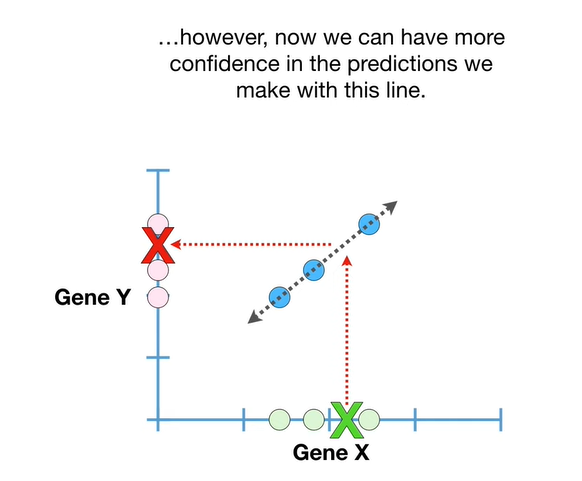 …however, now we can have more
confidence in the predictions we
make with this line.
X
Gene Y
X
Gene X